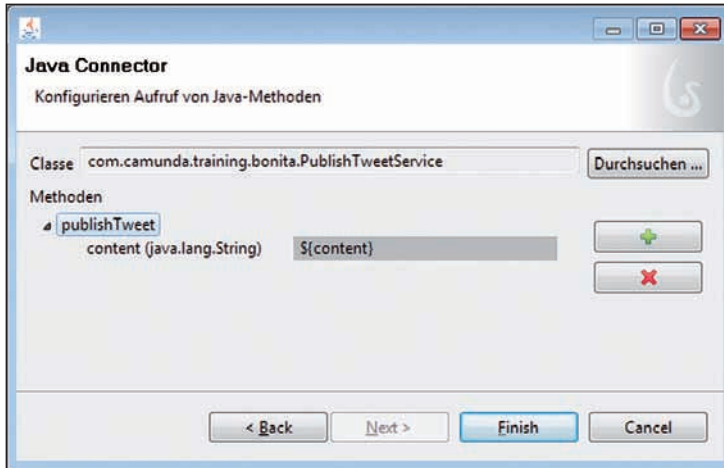 Java Connector
Konfigurieren Aufruf von Java-Methoden
Classe com.camunda.training.bonita.PublishTweetService Durchsuchen ...
Methoden
publishTweet
content (java.lang.String) ${content}
< Back Next > Finish Cancel